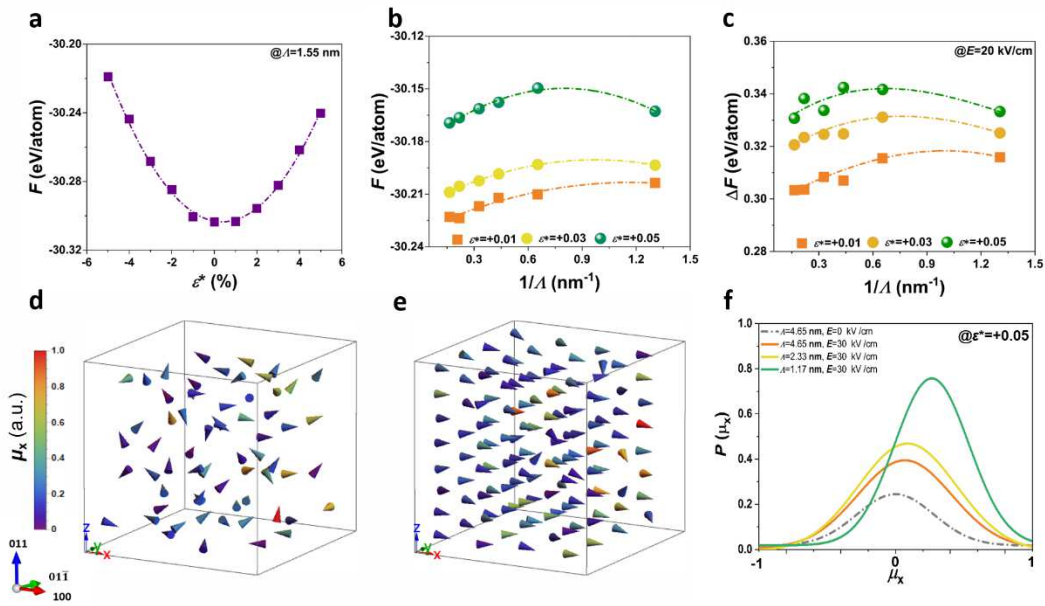 a
@Λ=1.55 nm
-30.20
-30.24
-30.28
-30.32
F (eV/atom)
-6 -4 -2 0 2 4 6
ε* (%)
b
-30.12
-30.15
-30.18
-30.21
-30.24
F (eV/atom)
ε*=+0.01 ε*=+0.03 ε*=+0.05
0.3 0.6 0.9 1.2 1.5
1/Λ (nm⁻¹)
c
@E=20 kV/cm
0.36
0.34
0.32
0.30
0.28
ΔF (eV/atom)
ε*=+0.01 ε*=+0.03 ε*=+0.05
0.3 0.6 0.9 1.2 1.5
1/Λ (nm⁻¹)
d
μx (a.u.)
1.0
0.8
0.6
0.4
0.2
0
Z
Y
X
011
011̄
100
e
Z
Y
X
f
@ε*=+0.05
Λ=4.65 nm, E=0 kV /cm
Λ=4.65 nm, E=30 kV /cm
Λ=2.33 nm, E=30 kV /cm
Λ=1.17 nm, E=30 kV /cm
1.0
0.8
0.6
0.4
0.2
0.0
P (μx)
-1 0 1
μx